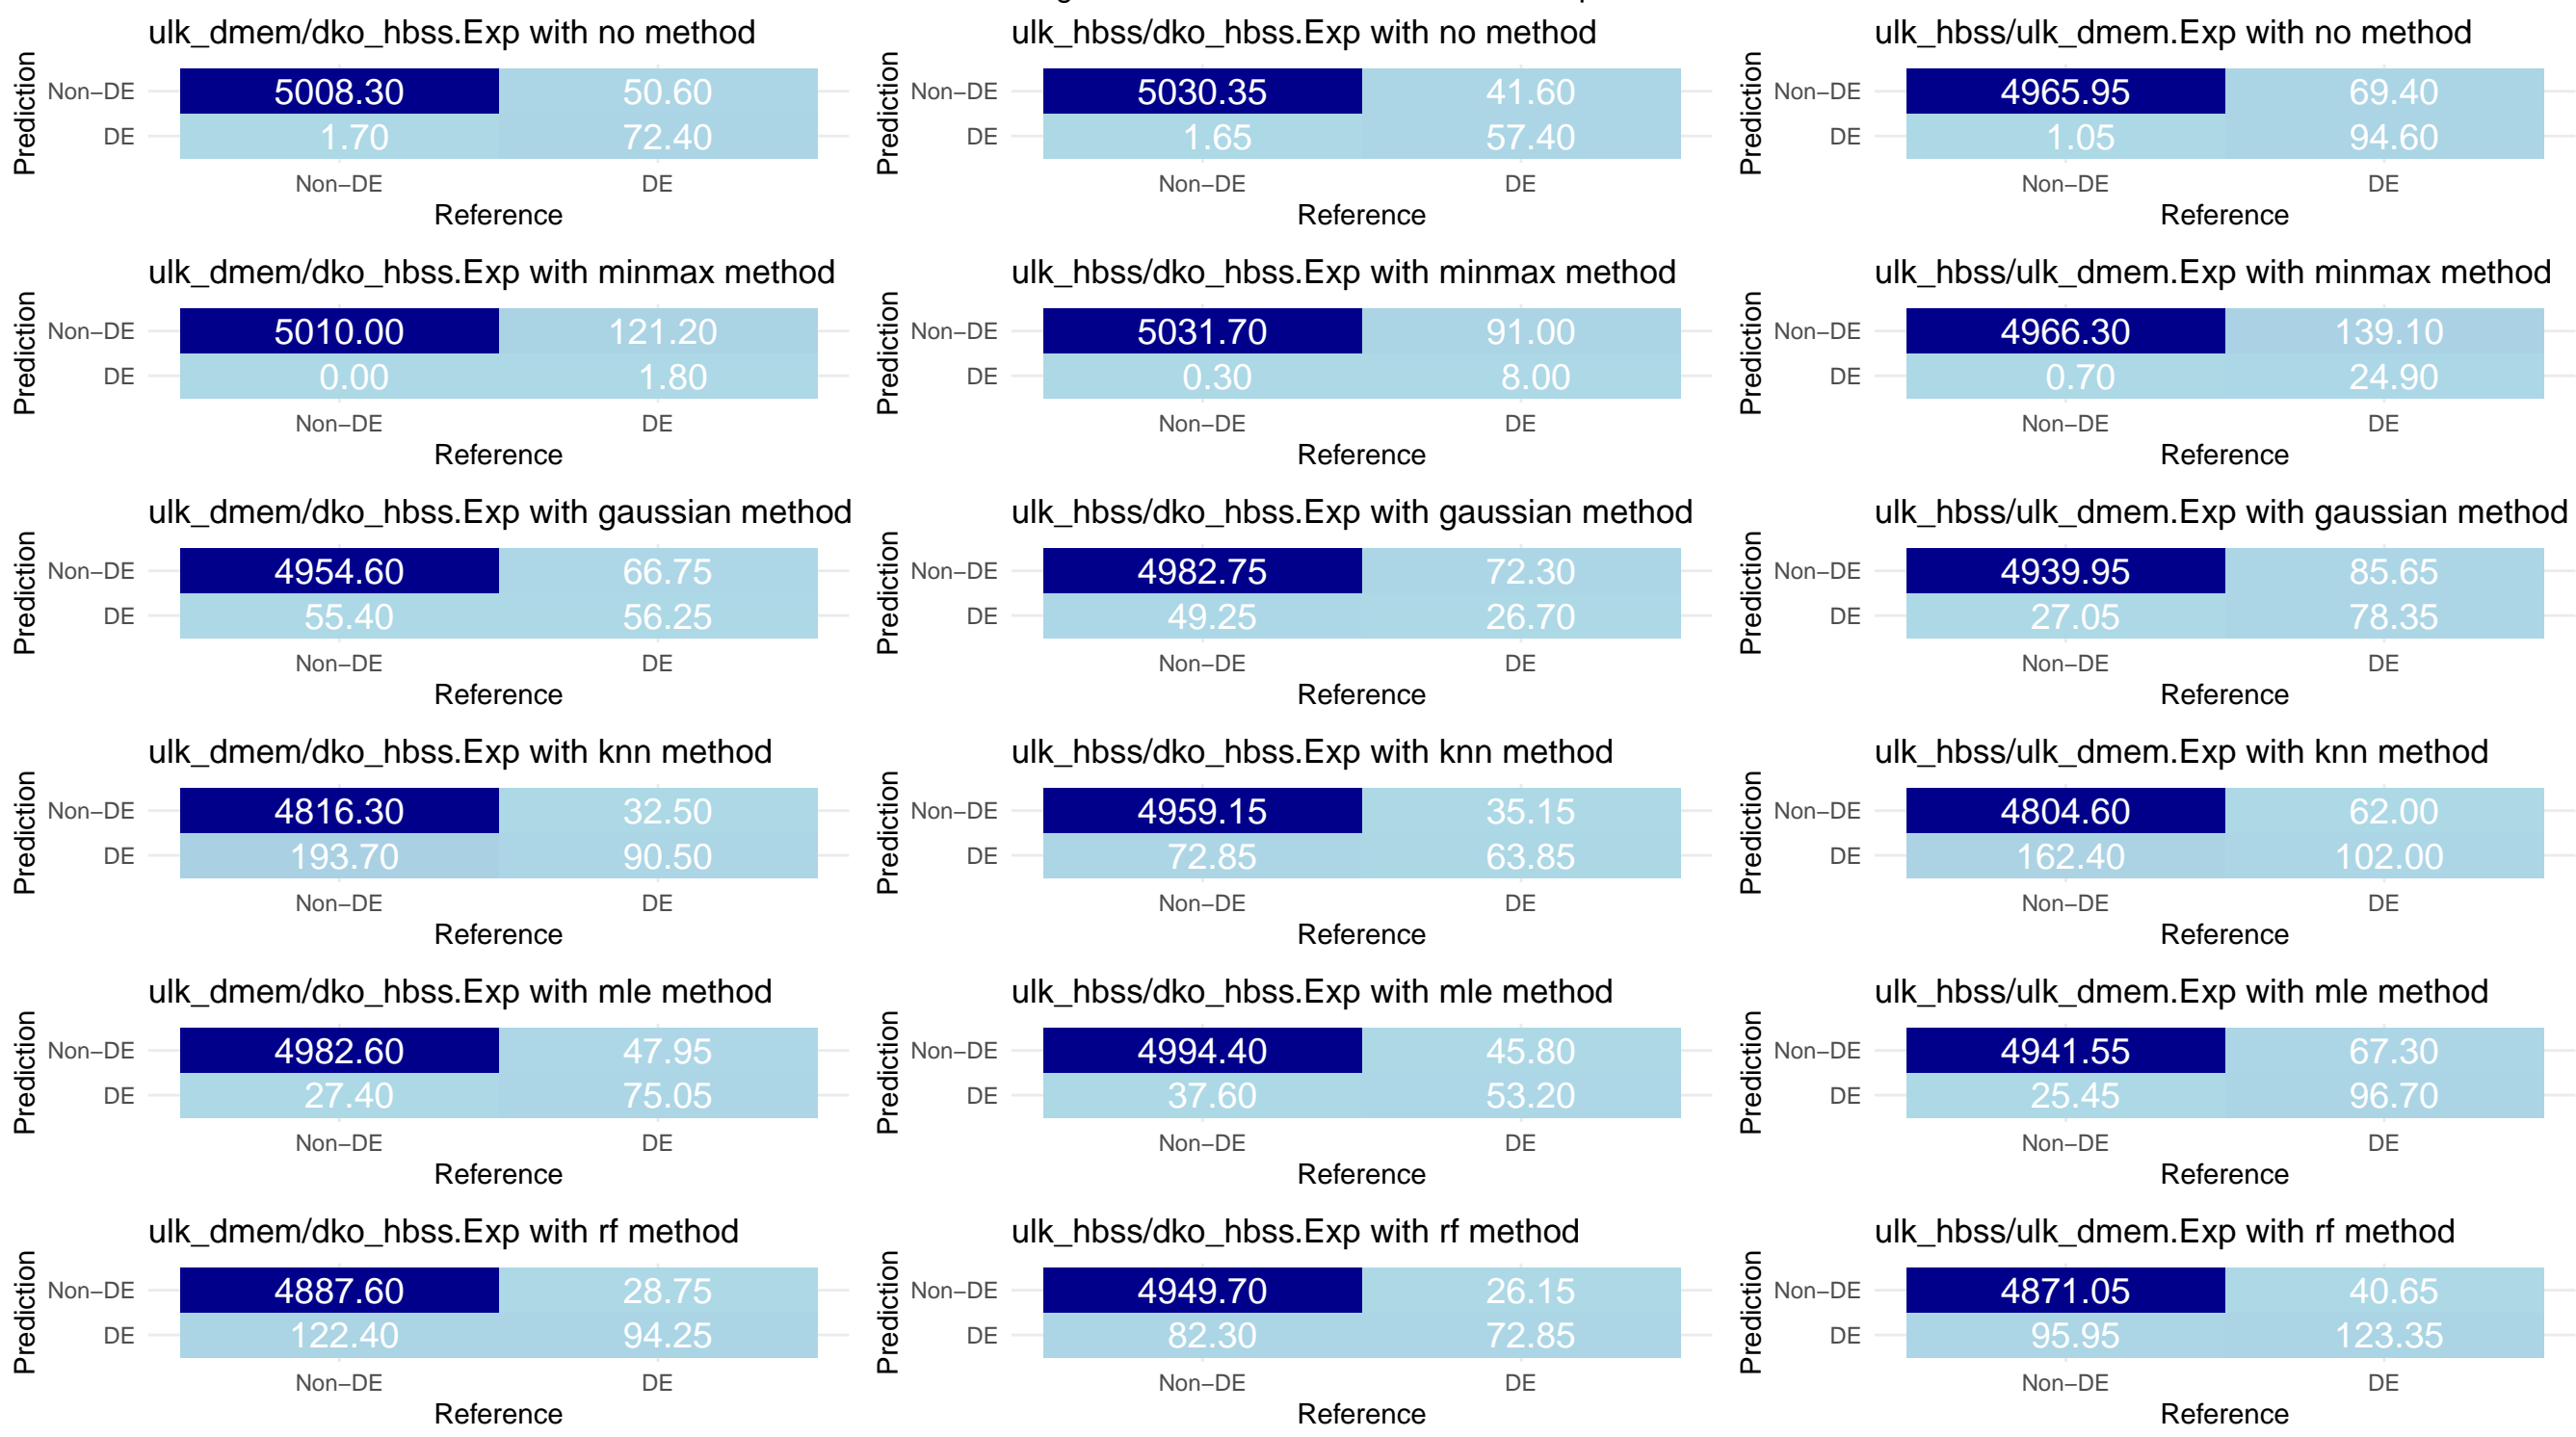 ulk_dmem/dko_hbss.Exp with no method
Prediction
Non−DE 5008.30 50.60
DE 1.70 72.40
Non−DE DE
Reference
ulk_hbss/dko_hbss.Exp with no method
Prediction
Non−DE 5030.35 41.60
DE 1.65 57.40
Non−DE DE
Reference
ulk_hbss/ulk_dmem.Exp with no method
Prediction
Non−DE 4965.95 69.40
DE 1.05 94.60
Non−DE DE
Reference
ulk_dmem/dko_hbss.Exp with minmax method
Prediction
Non−DE 5010.00 121.20
DE 0.00 1.80
Non−DE DE
Reference
ulk_hbss/dko_hbss.Exp with minmax method
Prediction
Non−DE 5031.70 91.00
DE 0.30 8.00
Non−DE DE
Reference
ulk_hbss/ulk_dmem.Exp with minmax method
Prediction
Non−DE 4966.30 139.10
DE 0.70 24.90
Non−DE DE
Reference
ulk_dmem/dko_hbss.Exp with gaussian method
Prediction
Non−DE 4954.60 66.75
DE 55.40 56.25
Non−DE DE
Reference
ulk_hbss/dko_hbss.Exp with gaussian method
Prediction
Non−DE 4982.75 72.30
DE 49.25 26.70
Non−DE DE
Reference
ulk_hbss/ulk_dmem.Exp with gaussian method
Prediction
Non−DE 4939.95 85.65
DE 27.05 78.35
Non−DE DE
Reference
ulk_dmem/dko_hbss.Exp with knn method
Prediction
Non−DE 4816.30 32.50
DE 193.70 90.50
Non−DE DE
Reference
ulk_hbss/dko_hbss.Exp with knn method
Prediction
Non−DE 4959.15 35.15
DE 72.85 63.85
Non−DE DE
Reference
ulk_hbss/ulk_dmem.Exp with knn method
Prediction
Non−DE 4804.60 62.00
DE 162.40 102.00
Non−DE DE
Reference
ulk_dmem/dko_hbss.Exp with mle method
Prediction
Non−DE 4982.60 47.95
DE 27.40 75.05
Non−DE DE
Reference
ulk_hbss/dko_hbss.Exp with mle method
Prediction
Non−DE 4994.40 45.80
DE 37.60 53.20
Non−DE DE
Reference
ulk_hbss/ulk_dmem.Exp with mle method
Prediction
Non−DE 4941.55 67.30
DE 25.45 96.70
Non−DE DE
Reference
ulk_dmem/dko_hbss.Exp with rf method
Prediction
Non−DE 4887.60 28.75
DE 122.40 94.25
Non−DE DE
Reference
ulk_hbss/dko_hbss.Exp with rf method
Prediction
Non−DE 4949.70 26.15
DE 82.30 72.85
Non−DE DE
Reference
ulk_hbss/ulk_dmem.Exp with rf method
Prediction
Non−DE 4871.05 40.65
DE 95.95 123.35
Non−DE DE
Reference